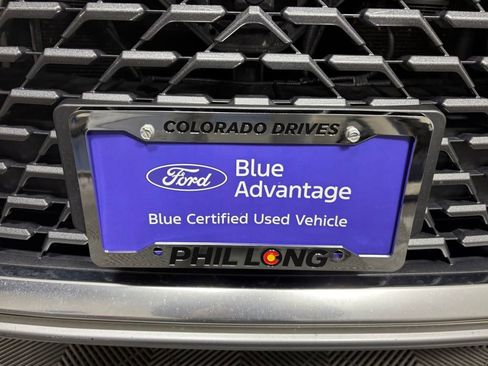 COLORADO DRIVES
Ford
Blue
Advantage
Blue Certified Used Vehicle
PHIL LONG